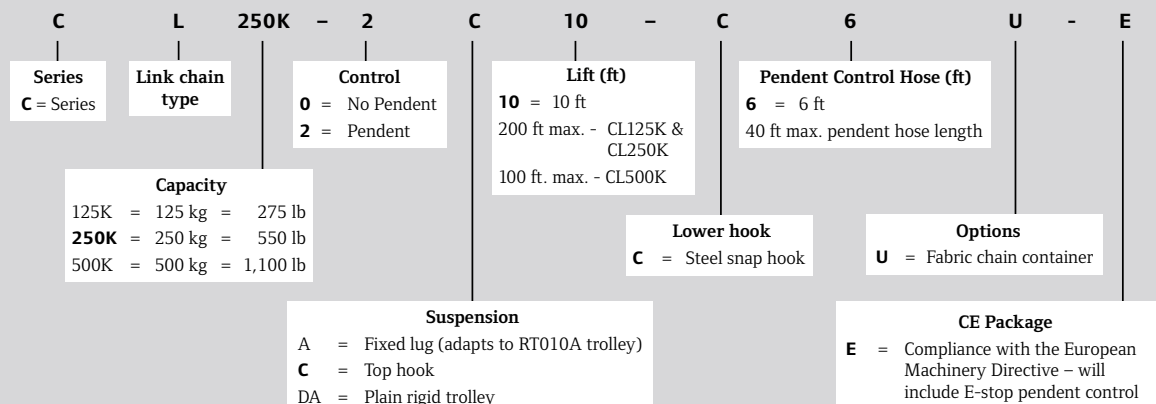 C L 250K – 2 C 10 – C 6 U - E
Series
C = Series
Link chain
type
Control
0 = No Pendent
2 = Pendent
Lift (ft)
10 = 10 ft
200 ft max. - CL125K &
CL250K
100 ft. max. - CL500K
Pendent Control Hose (ft)
6 = 6 ft
40 ft max. pendent hose length
Capacity
125K = 125 kg = 275 lb
250K = 250 kg = 550 lb
500K = 500 kg = 1,100 lb
Lower hook
C = Steel snap hook
Options
U = Fabric chain container
Suspension
A = Fixed lug (adapts to RT010A trolley)
C = Top hook
DA = Plain rigid trolley
CE Package
E = Compliance with the European
Machinery Directive – will
include E-stop pendent control